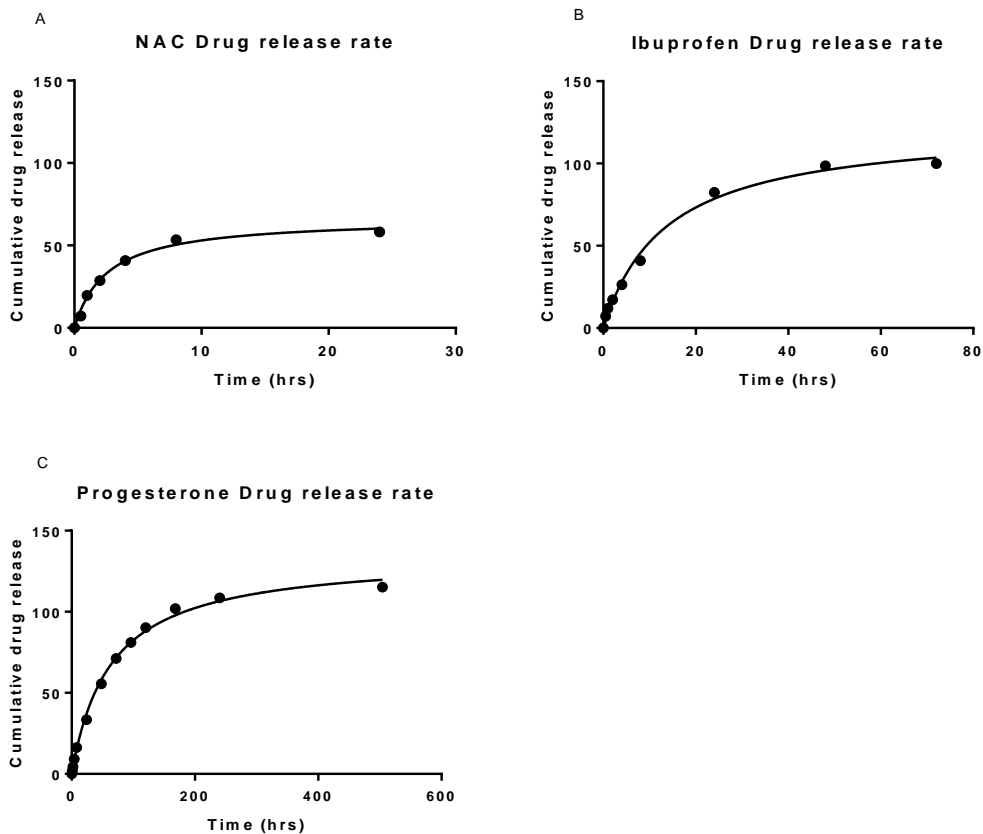 A
NAC Drug release rate
Cumulative drug release
150
100
50
0
0 10 20 30
Time (hrs)
B
Ibuprofen Drug release rate
Cumulative drug release
150
100
50
0
0 20 40 60 80
Time (hrs)
C
Progesterone Drug release rate
Cumulative drug release
150
100
50
0
0 200 400 600
Time (hrs)